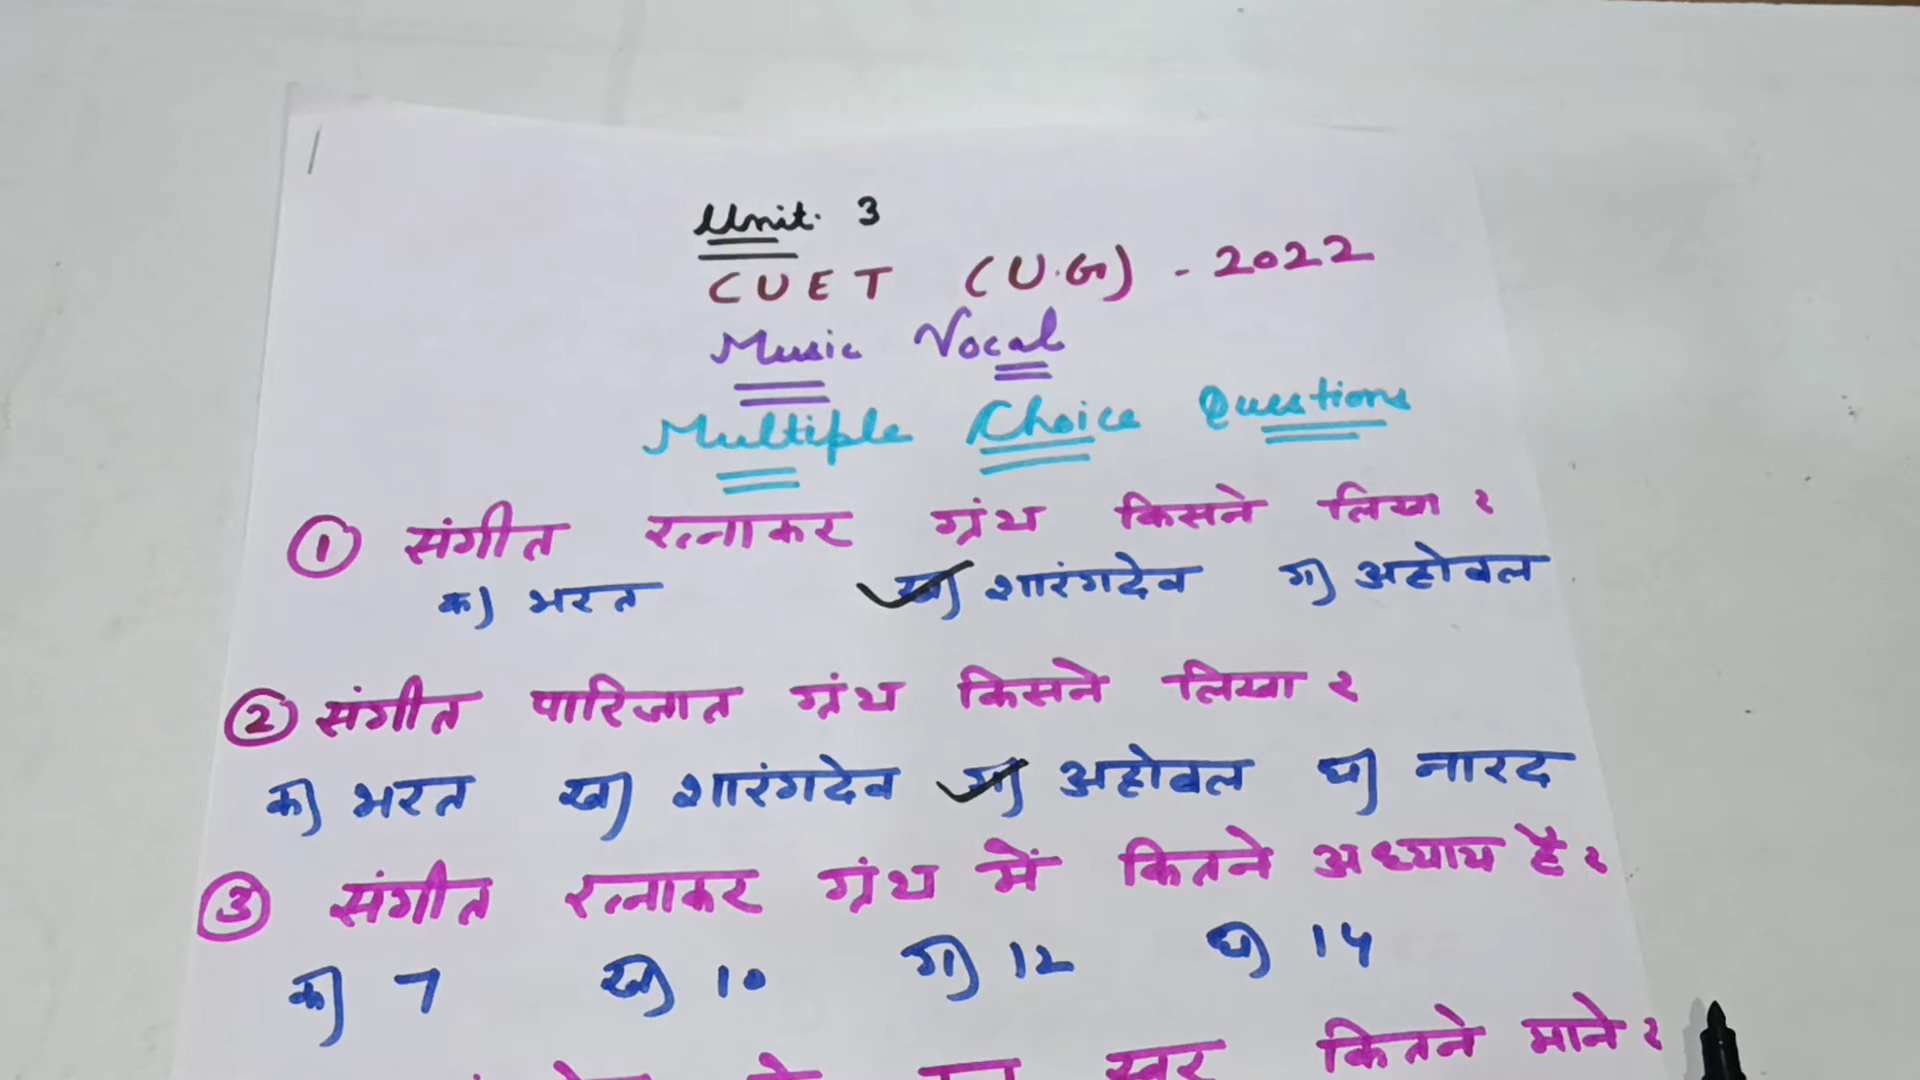 Unit. 3
CUET (U.G) - 2022
Music Vocal
Multiple Choice Questions
① संगीत रत्नाकर ग्रंथ किसने लिखा ?
क) भरत ख) शारंगदेव ग) अहोबल
② संगीत पारिजात ग्रंथ किसने लिखा ?
क) भरत ख) शारंगदेव ग) अहोबल घ) नारद
③ संगीत रत्नाकर ग्रंथ में कितने अध्याय है ?
क) 7 ख) 10 ग) 12 घ) 14
स्वर कितने माने ?